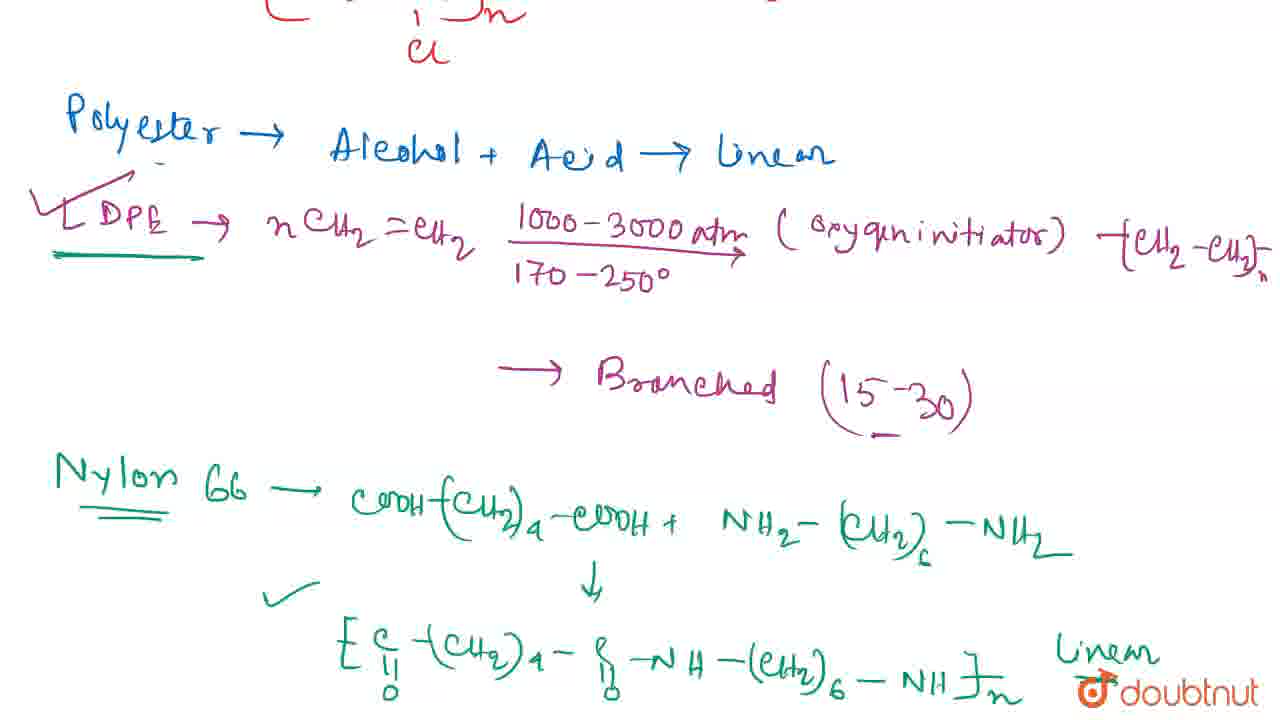 ]n
Cl
Polyester → Alcohol + Acid → Linear
LDPE → nCH2=CH2 1000-3000 atm (oxygen initiator) -[CH2-CH2]-n
170-250°
→ Branched (15-30)
Nylon 66 → COOH-(CH2)4-COOH + NH2-(CH2)6-NH2
↓
[C-(CH2)4-C-NH-(CH2)6-NH]n Linear
O O
doubtnut